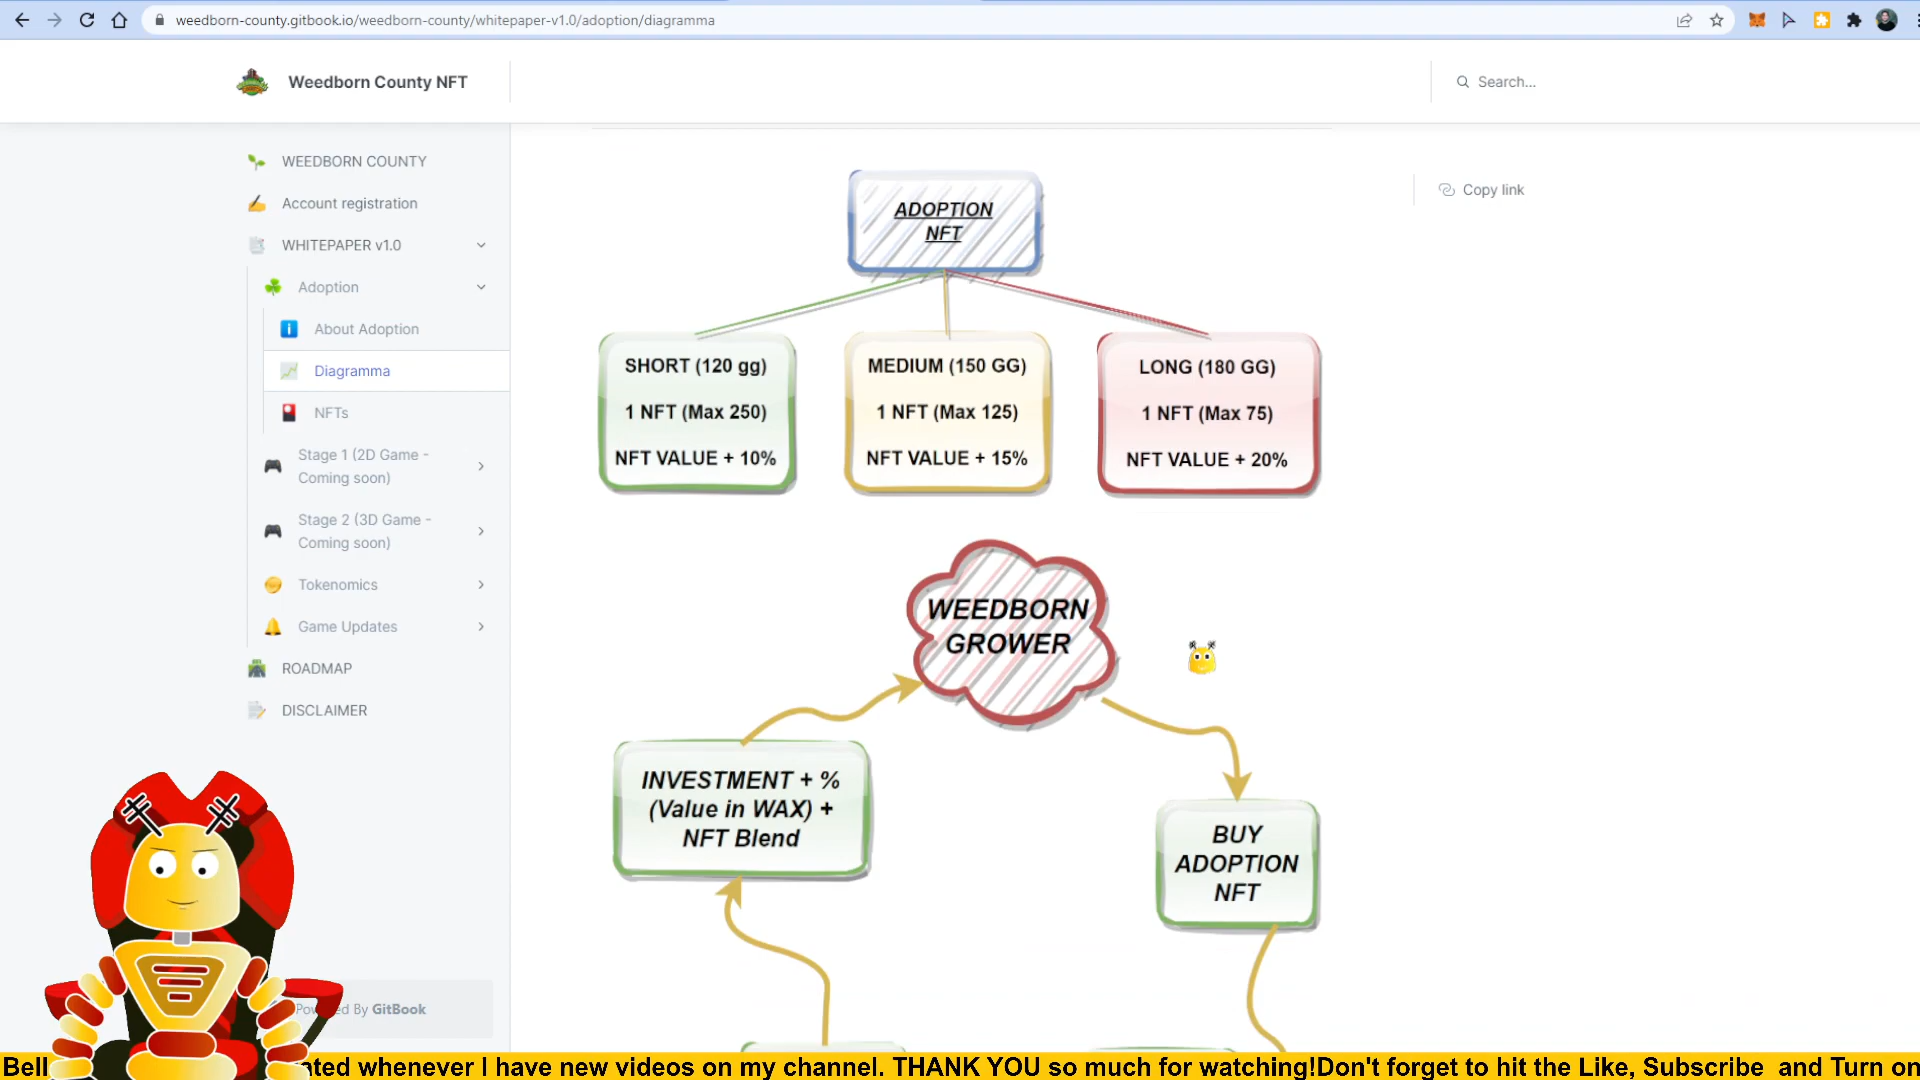 weedborn-county.gitbook.io/weedborn-county/whitepaper-v1.0/adoption/diagramma
Weedborn County NFT
Search...
WEEDBORN COUNTY
Account registration
WHITEPAPER v1.0
Adoption
About Adoption
Diagramma
NFTs
Stage 1 (2D Game -
Coming soon)
Stage 2 (3D Game -
Coming soon)
Tokenomics
Game Updates
ROADMAP
DISCLAIMER
By GitBook
Copy link
ADOPTION
NFT
SHORT (120 gg)
1 NFT (Max 250)
NFT VALUE + 10%
MEDIUM (150 GG)
1 NFT (Max 125)
NFT VALUE + 15%
LONG (180 GG)
1 NFT (Max 75)
NFT VALUE + 20%
WEEDBORN
GROWER
INVESTMENT + %
(Value in WAX) +
NFT Blend
BUY
ADOPTION
NFT
Bell whenever I have new videos on my channel. THANK YOU so much for watching!Don't forget to hit the Like, Subscribe and Turn on